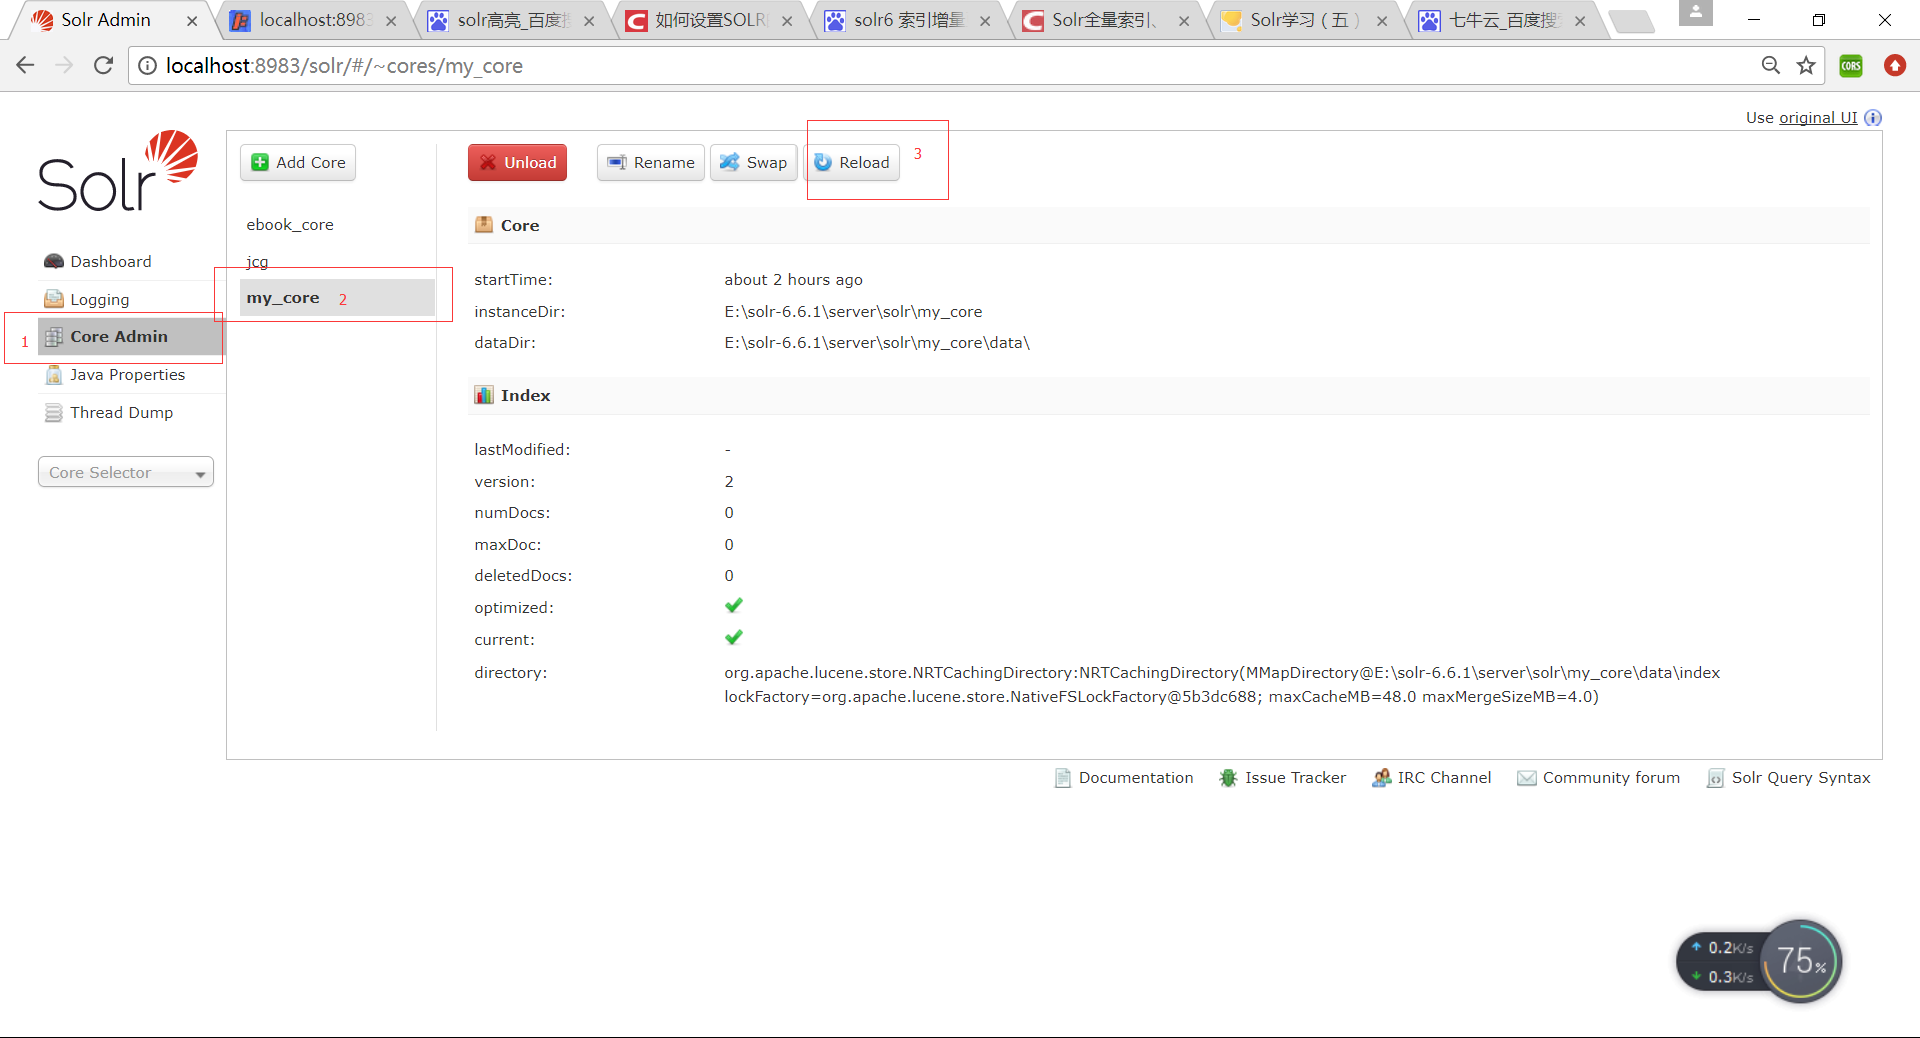 Solr Admin
localhost:8983
solr高亮_百度搜
如何设置SOLR
solr6 索引增量
Solr全量索引、
Solr学习（五）
七牛云_百度搜
localhost:8983/solr/#/~cores/my_core
CORS
Use original UI
Solr
Add Core
Unload
Rename
Swap
Reload
3
ebook_core
jcg
my_core
2
Dashboard
Logging
1
Core Admin
Java Properties
Thread Dump
Core Selector
Core
startTime:
about 2 hours ago
instanceDir:
E:\solr-6.6.1\server\solr\my_core
dataDir:
E:\solr-6.6.1\server\solr\my_core\data\
Index
lastModified:
-
version:
2
numDocs:
0
maxDoc:
0
deletedDocs:
0
optimized:
current:
directory:
org.apache.lucene.store.NRTCachingDirectory:NRTCachingDirectory(MMapDirectory@E:\solr-6.6.1\server\solr\my_core\data\index
lockFactory=org.apache.lucene.store.NativeFSLockFactory@5b3dc688; maxCacheMB=48.0 maxMergeSizeMB=4.0)
Documentation
Issue Tracker
IRC Channel
Community forum
Solr Query Syntax
0.2K/s
0.3K/s
75%